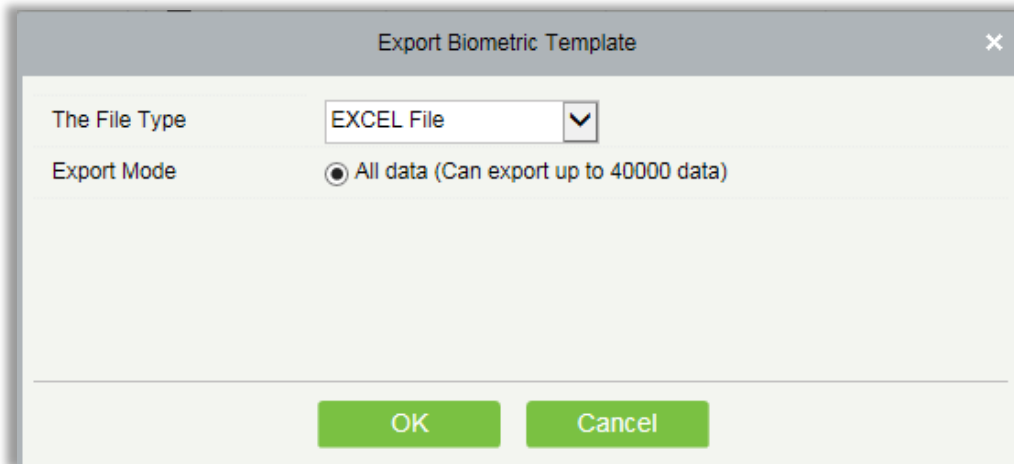 Export Biometric Template
The File Type EXCEL File
Export Mode All data (Can export up to 40000 data)
OK Cancel